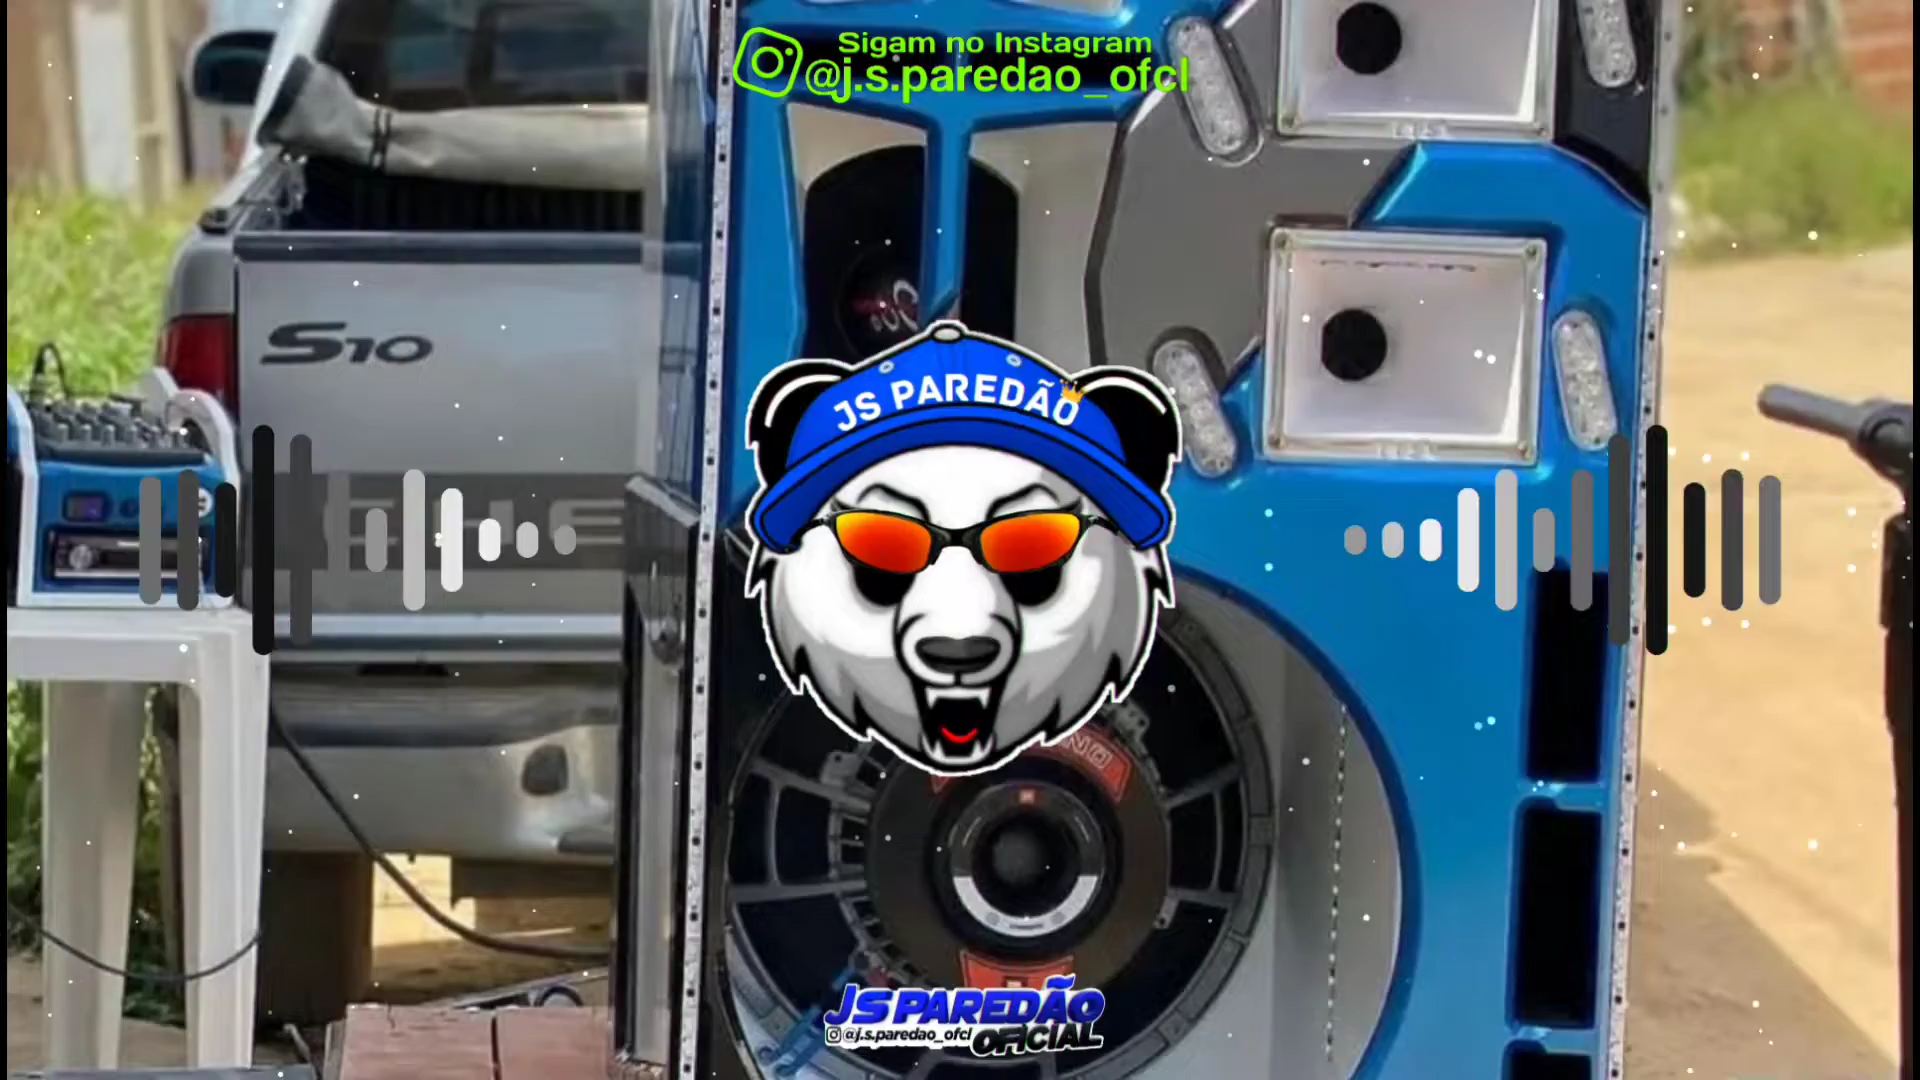 Sigam no Instagram
@j.s.paredao_ofcl
S10
JS PAREDÃO
JS PAREDÃO
@j.s.paredao_ofcl
OFICIAL